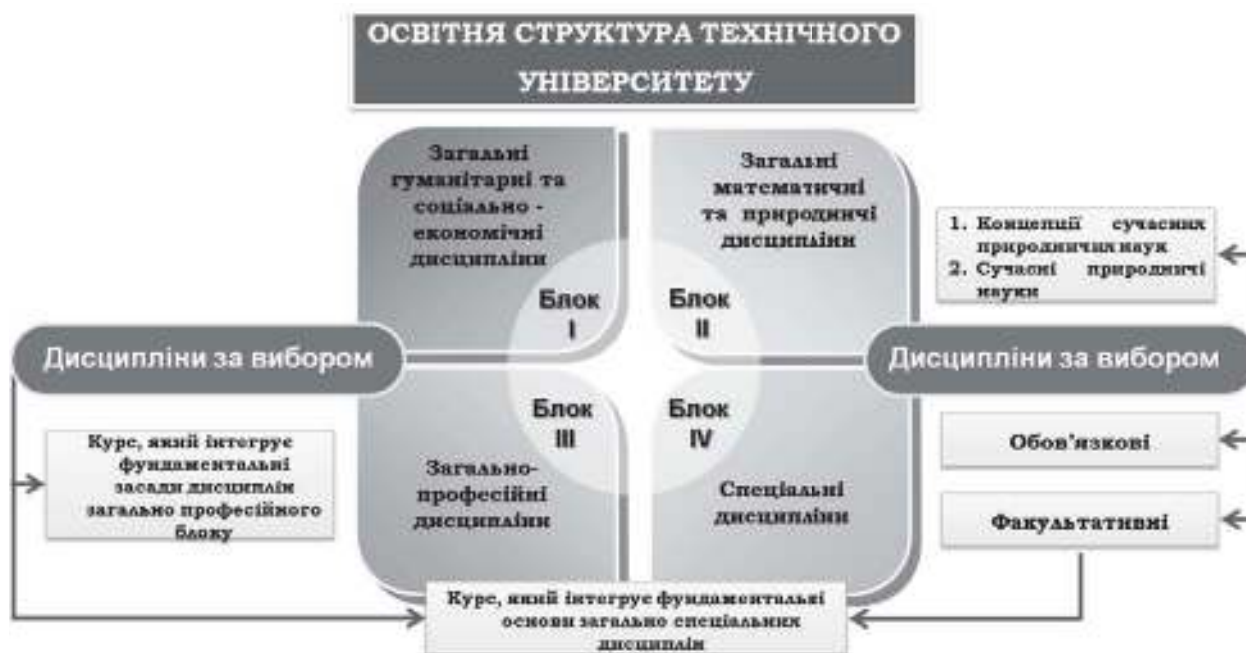 ОСВІТНЯ СТРУКТУРА ТЕХНІЧНОГО
УНІВЕРСИТЕТУ
Загальні
гуманітарні та
соціально -
економічні
дисципліни
Блок
I
Загальні
математичні
та природничі
дисципліни
Блок
II
1. Концепції сучасних
природничих наук
2. Сучасні природничі
науки
Дисципліни за вибором
Дисципліни за вибором
Блок
III
Загально-
професійні
дисципліни
Блок
IV
Спеціальні
дисципліни
Курс, який інтегрує
фундаментальні
засади дисциплін
загально професійного
блоку
Обов'язкові
Факультативні
Курс, який інтегрує фундаментальні
основи загально спеціальних
дисциплін